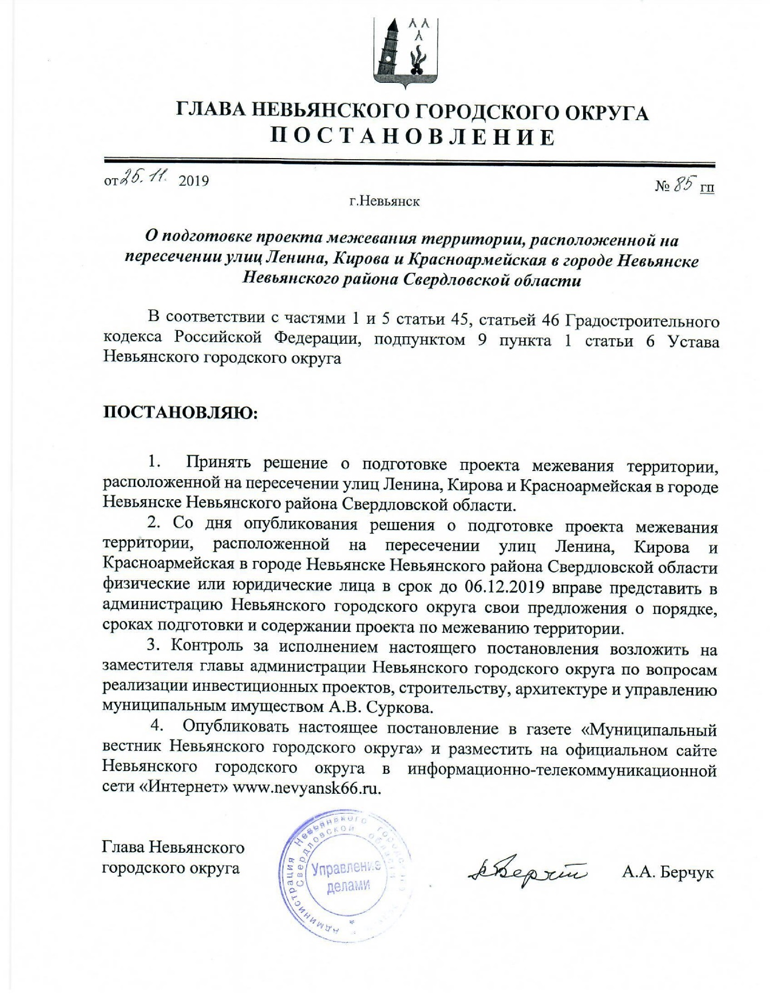 ГЛАВА НЕВЬЯНСКОГО ГОРОДСКОГО ОКРУГА
П О С Т А Н О В Л Е Н И Е
от 25.11. 2019
№ 85 гп
г.Невьянск
О подготовке проекта межевания территории, расположенной на
пересечении улиц Ленина, Кирова и Красноармейская в городе Невьянске
Невьянского района Свердловской области
В соответствии с частями 1 и 5 статьи 45, статьей 46 Градостроительного
кодекса Российской Федерации, подпунктом 9 пункта 1 статьи 6 Устава
Невьянского городского округа
ПОСТАНОВЛЯЮ:
1. Принять решение о подготовке проекта межевания территории,
расположенной на пересечении улиц Ленина, Кирова и Красноармейская в городе
Невьянске Невьянского района Свердловской области.
2. Со дня опубликования решения о подготовке проекта межевания
территории, расположенной на пересечении улиц Ленина, Кирова и
Красноармейская в городе Невьянске Невьянского района Свердловской области
физические или юридические лица в срок до 06.12.2019 вправе представить в
администрацию Невьянского городского округа свои предложения о порядке,
сроках подготовки и содержании проекта по межеванию территории.
3. Контроль за исполнением настоящего постановления возложить на
заместителя главы администрации Невьянского городского округа по вопросам
реализации инвестиционных проектов, строительству, архитектуре и управлению
муниципальным имуществом А.В. Суркова.
4. Опубликовать настоящее постановление в газете «Муниципальный
вестник Невьянского городского округа» и разместить на официальном сайте
Невьянского городского округа в информационно-телекоммуникационной
сети «Интернет» www.nevyansk66.ru.
Глава Невьянского
городского округа
Администрация Невьянского городского
Свердловской области
Управление
делами
А.А. Берчук